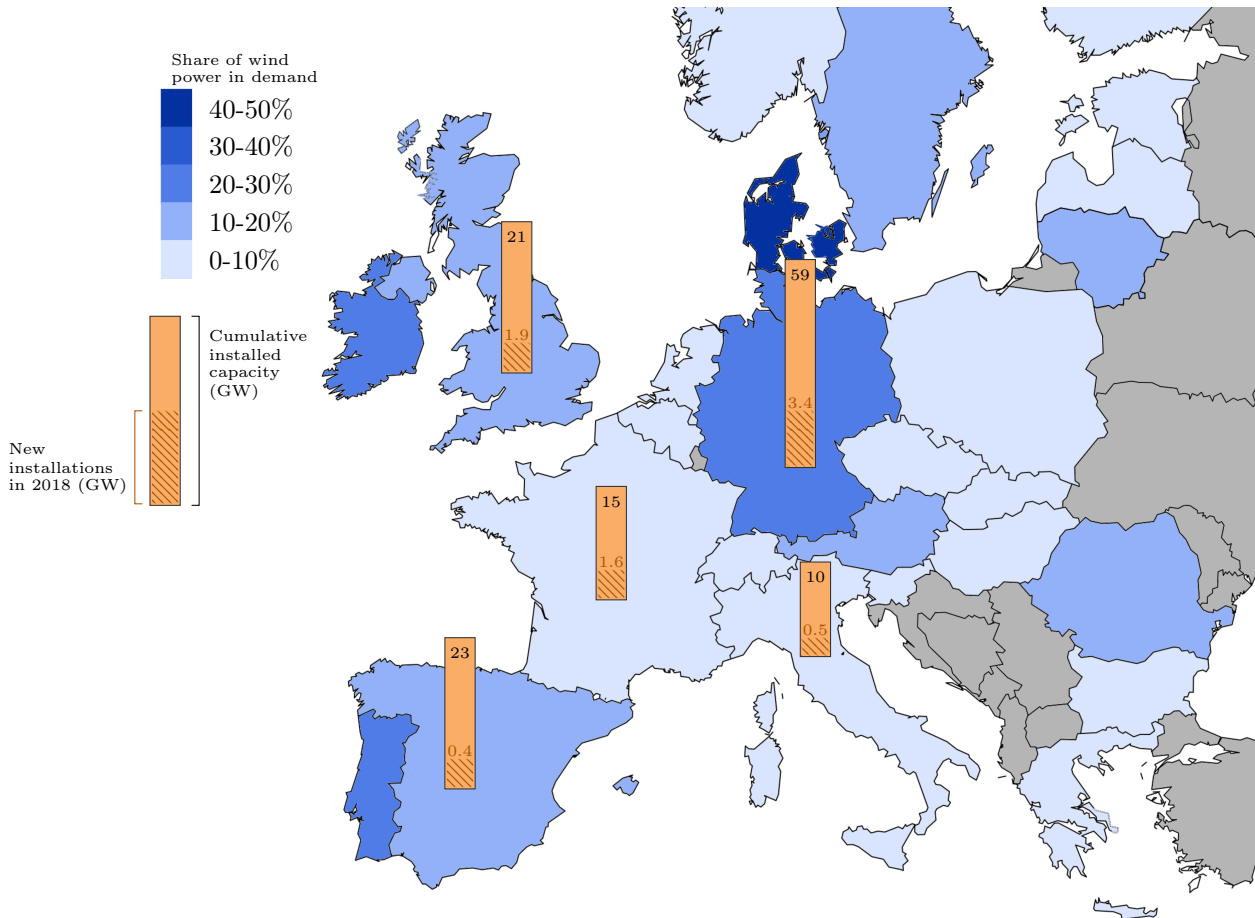 Share of wind
power in demand
40-50%
30-40%
20-30%
10-20%
0-10%
Cumulative
installed
capacity
(GW)
New
installations
in 2018 (GW)
21
1.9
59
3.4
15
1.6
10
0.5
23
0.4